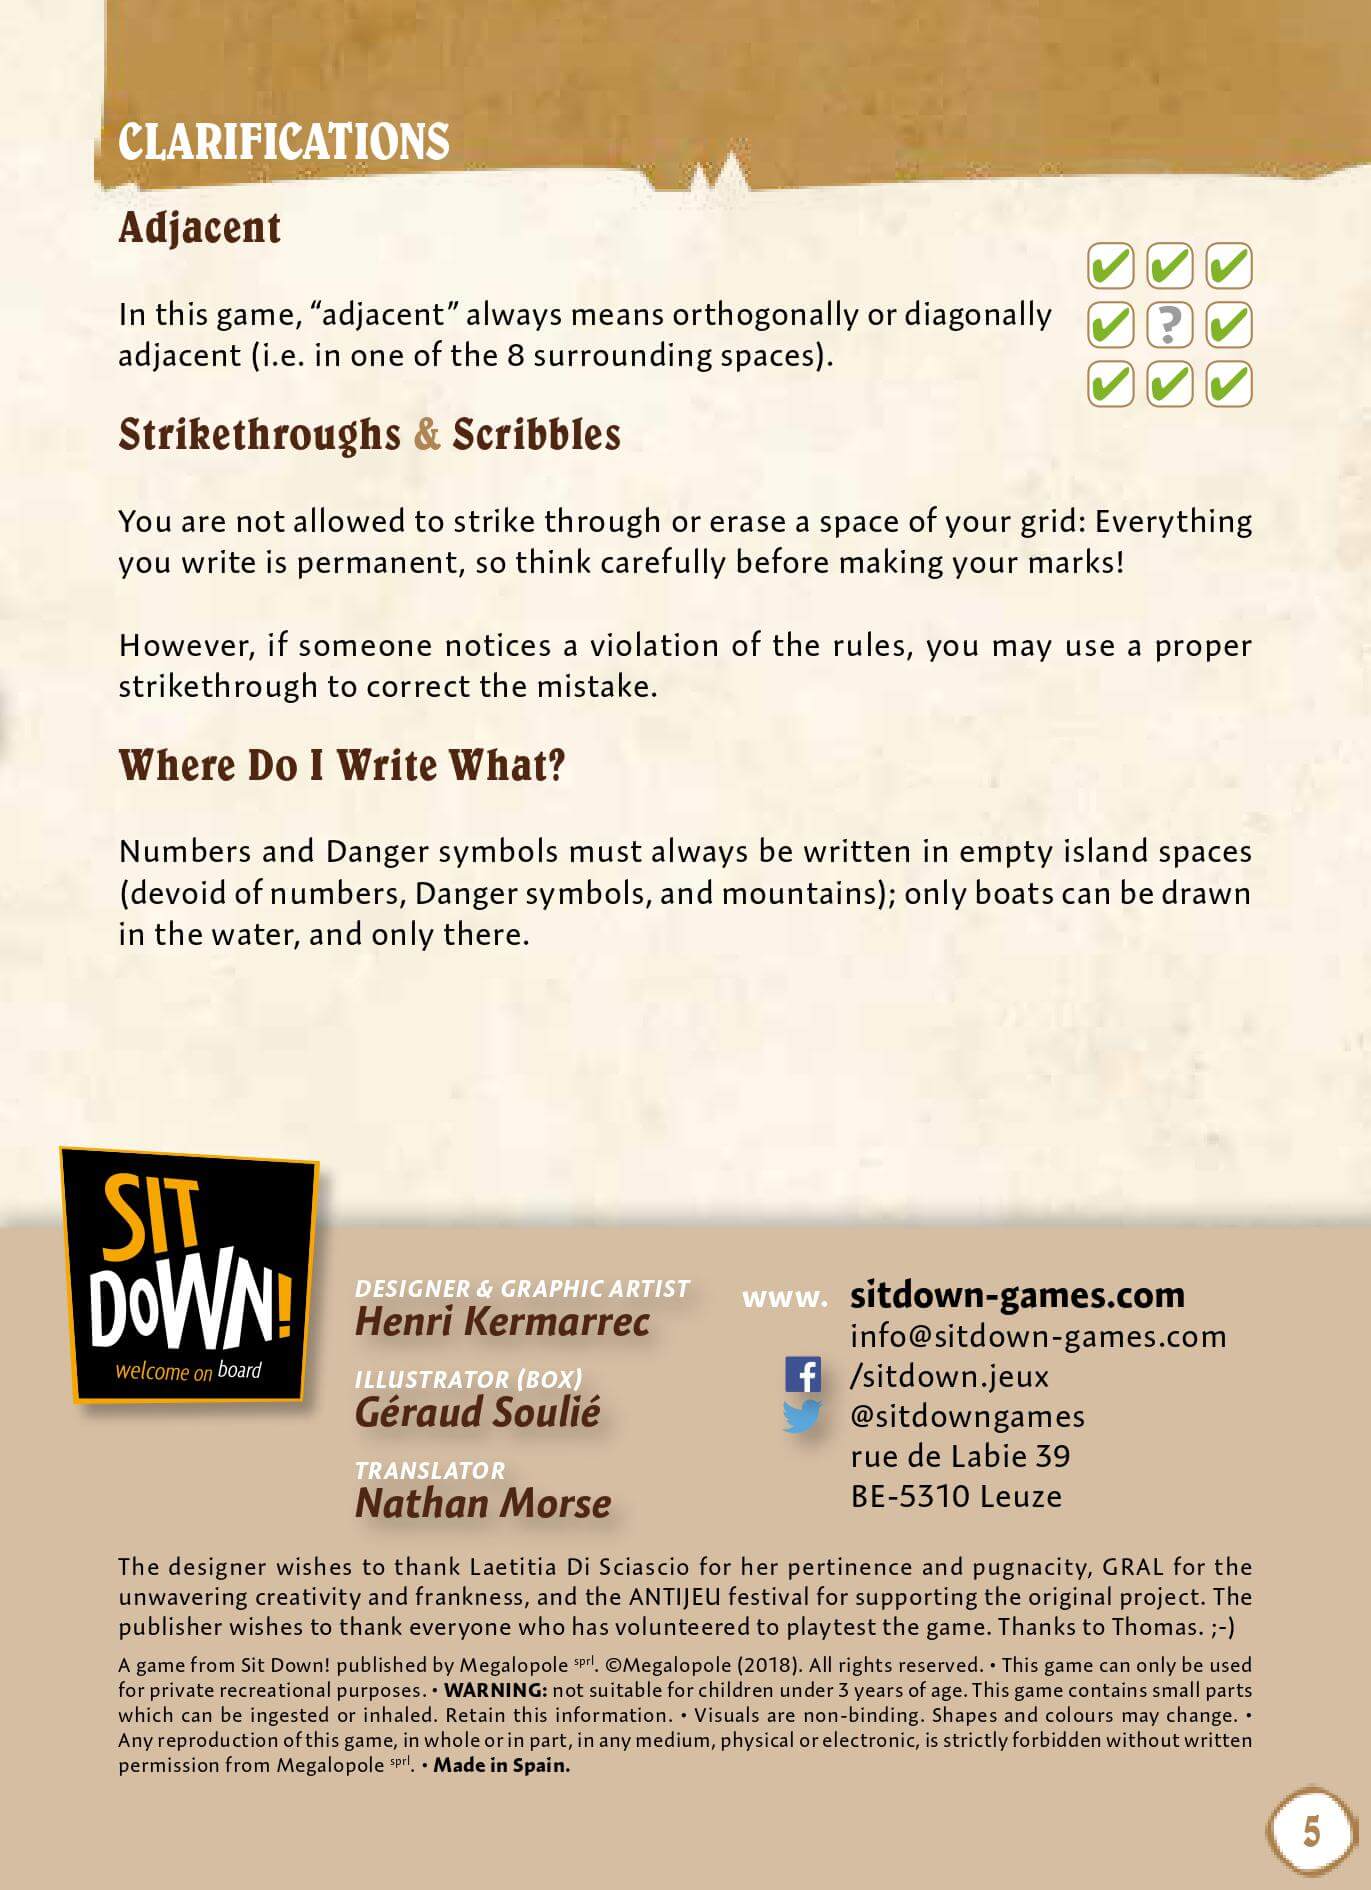 CLARIFICATIONS
Adjacent
In this game, “adjacent” always means orthogonally or diagonally
adjacent (i.e. in one of the 8 surrounding spaces).
?
Strikethroughs & Scribbles
You are not allowed to strike through or erase a space of your grid: Everything
you write is permanent, so think carefully before making your marks!
However, if someone notices a violation of the rules, you may use a proper
strikethrough to correct the mistake.
Where Do I Write What?
Numbers and Danger symbols must always be written in empty island spaces
(devoid of numbers, Danger symbols, and mountains); only boats can be drawn
in the water, and only there.
SIT
DOWN!
welcome on board
DESIGNER & GRAPHIC ARTIST
Henri Kermarrec
ILLUSTRATOR (BOX)
Géraud Soulié
TRANSLATOR
Nathan Morse
www. sitdown-games.com
info@sitdown-games.com
f /sitdown.jeux
@sitdowngames
rue de Labie 39
BE-5310 Leuze
The designer wishes to thank Laetitia Di Sciascio for her pertinence and pugnacity, GRAL for the
unwavering creativity and frankness, and the ANTIJEU festival for supporting the original project. The
publisher wishes to thank everyone who has volunteered to playtest the game. Thanks to Thomas. ;-)
A game from Sit Down! published by Megalopole sprl. ©Megalopole (2018). All rights reserved. • This game can only be used
for private recreational purposes. • WARNING: not suitable for children under 3 years of age. This game contains small parts
which can be ingested or inhaled. Retain this information. • Visuals are non-binding. Shapes and colours may change. •
Any reproduction of this game, in whole or in part, in any medium, physical or electronic, is strictly forbidden without written
permission from Megalopole sprl. • Made in Spain.
5